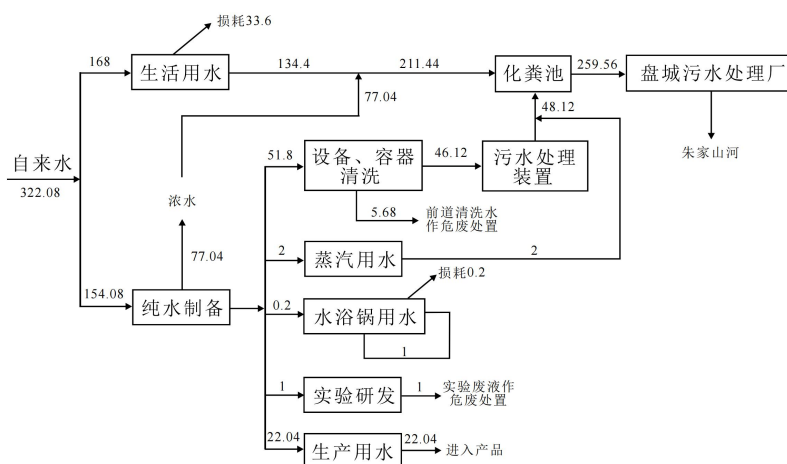 损耗33.6
168
生活用水
134.4
211.44
化粪池
259.56
盘城污水处理厂
77.04
48.12
朱家山河
自来水
322.08
浓水
51.8
设备、容器
清洗
46.12
污水处理
装置
5.68
前道清洗水
作危废处置
77.04
2
蒸汽用水
2
154.08
纯水制备
损耗0.2
0.2
水浴锅用水
1
1
实验研发
1
实验废液作
危废处置
22.04
生产用水
22.04
进入产品